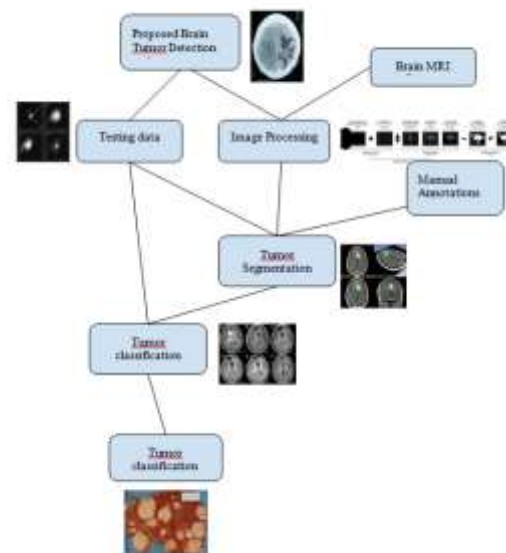 Proposed Brain
Tumor Detection
Brain MRI
Testing data
Image Processing
Manual
Annotations
Tumor
Segmentation
Tumor
classification
Tumor
classification